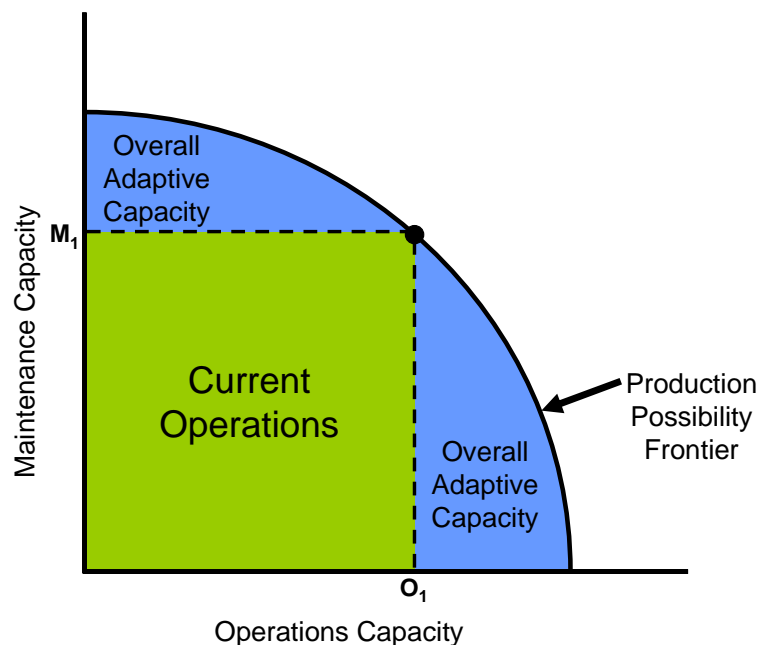 Overall
Adaptive
Capacity
M₁
Maintenance Capacity
Current
Operations
Production
Possibility
Frontier
Overall
Adaptive
Capacity
O₁
Operations Capacity